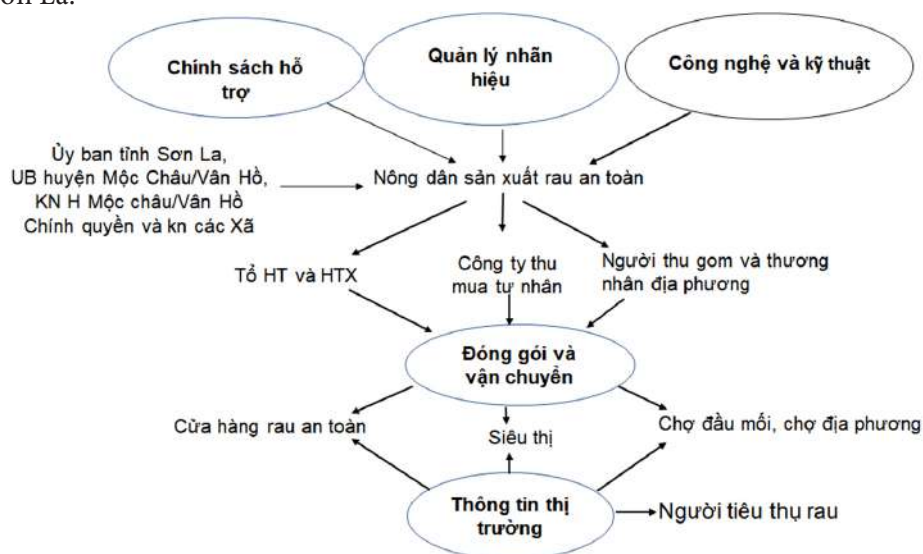 ơn La.
Chính sách hỗ
trợ
Quản lý nhãn
hiệu
Công nghệ và kỹ thuật
Ủy ban tỉnh Sơn La,
UB huyện Mộc Châu/Vân Hồ,
KN H Mộc châu/Vân Hồ
Chính quyền và kn các Xã
Nông dân sản xuất rau an toàn
Tổ HT và HTX
Công ty thu
mua tư nhân
Người thu gom và thương
nhân địa phương
Đóng gói và
vận chuyển
Cửa hàng rau an toàn
Siêu thị
Chợ đầu mối, chợ địa phương
Thông tin thị
trường
Người tiêu thụ rau